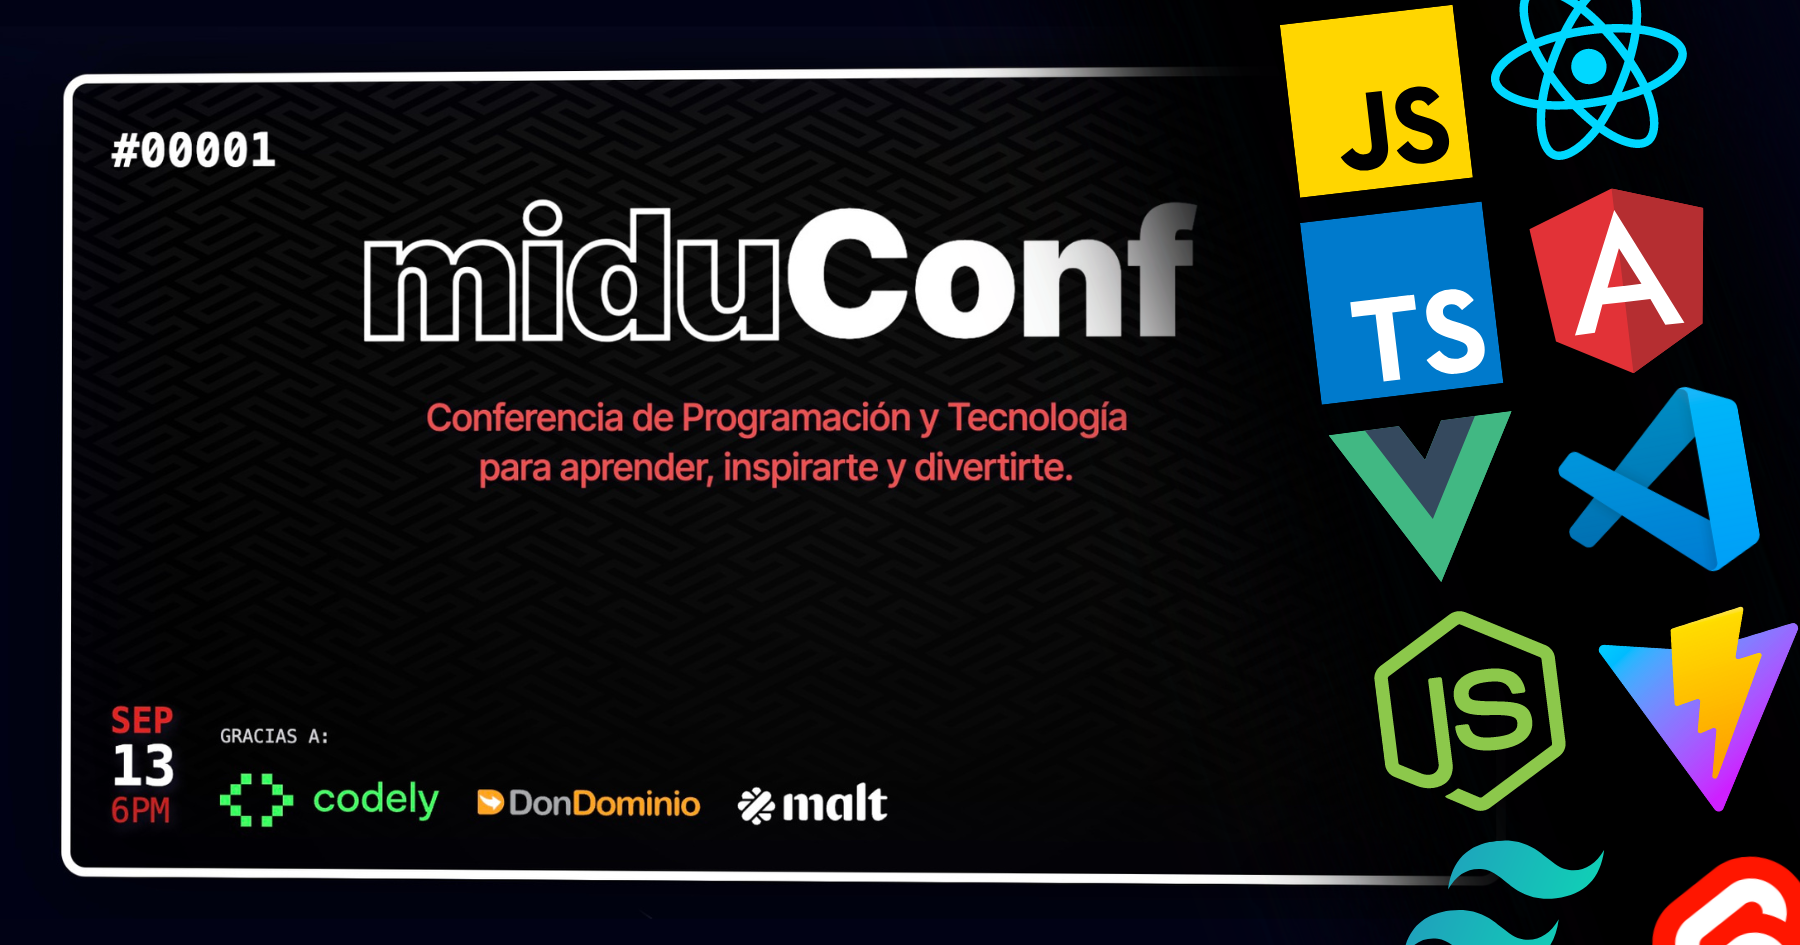 #00001
miduConf
Conferencia de Programación y Tecnología
para aprender, inspirarte y divertirte.
SEP
13
6PM
GRACIAS A:
codely
DonDominio
malt
JS
TS
A
JS